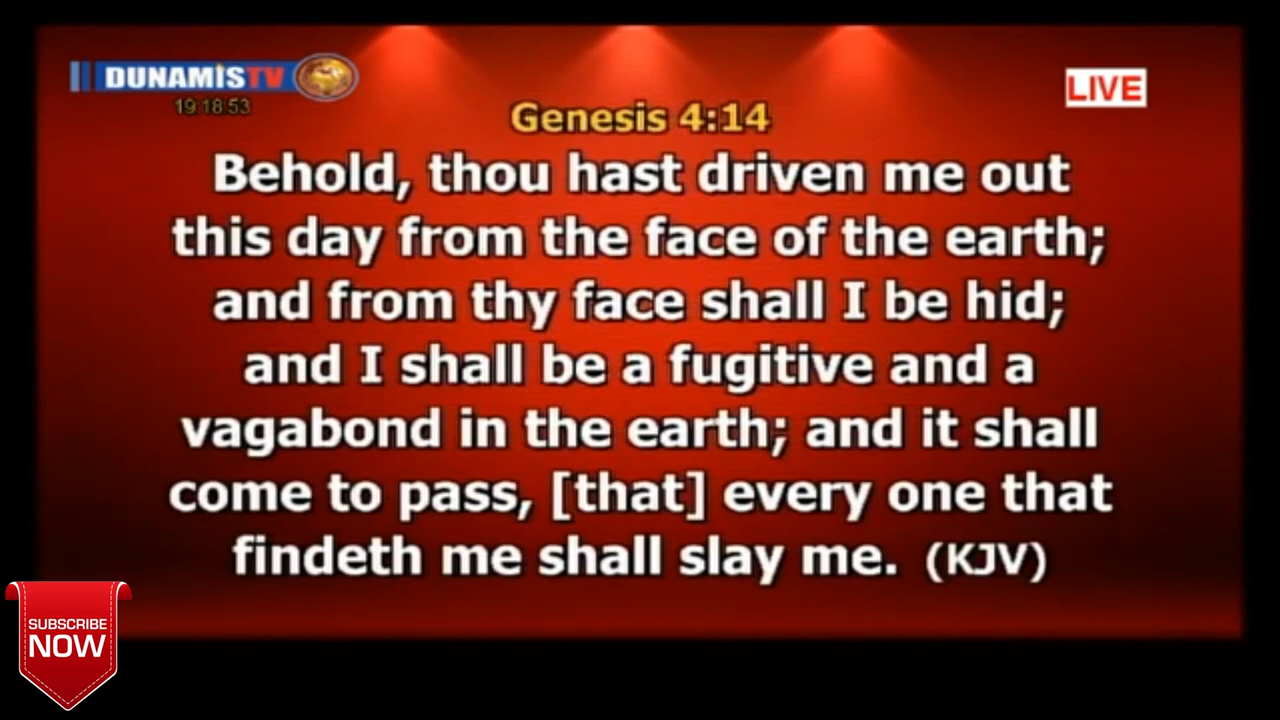 DUNAMISTV
19:18:53
LIVE
Genesis 4:14
Behold, thou hast driven me out
this day from the face of the earth;
and from thy face shall I be hid;
and I shall be a fugitive and a
vagabond in the earth; and it shall
come to pass, [that] every one that
findeth me shall slay me. (KJV)
SUBSCRIBE
NOW